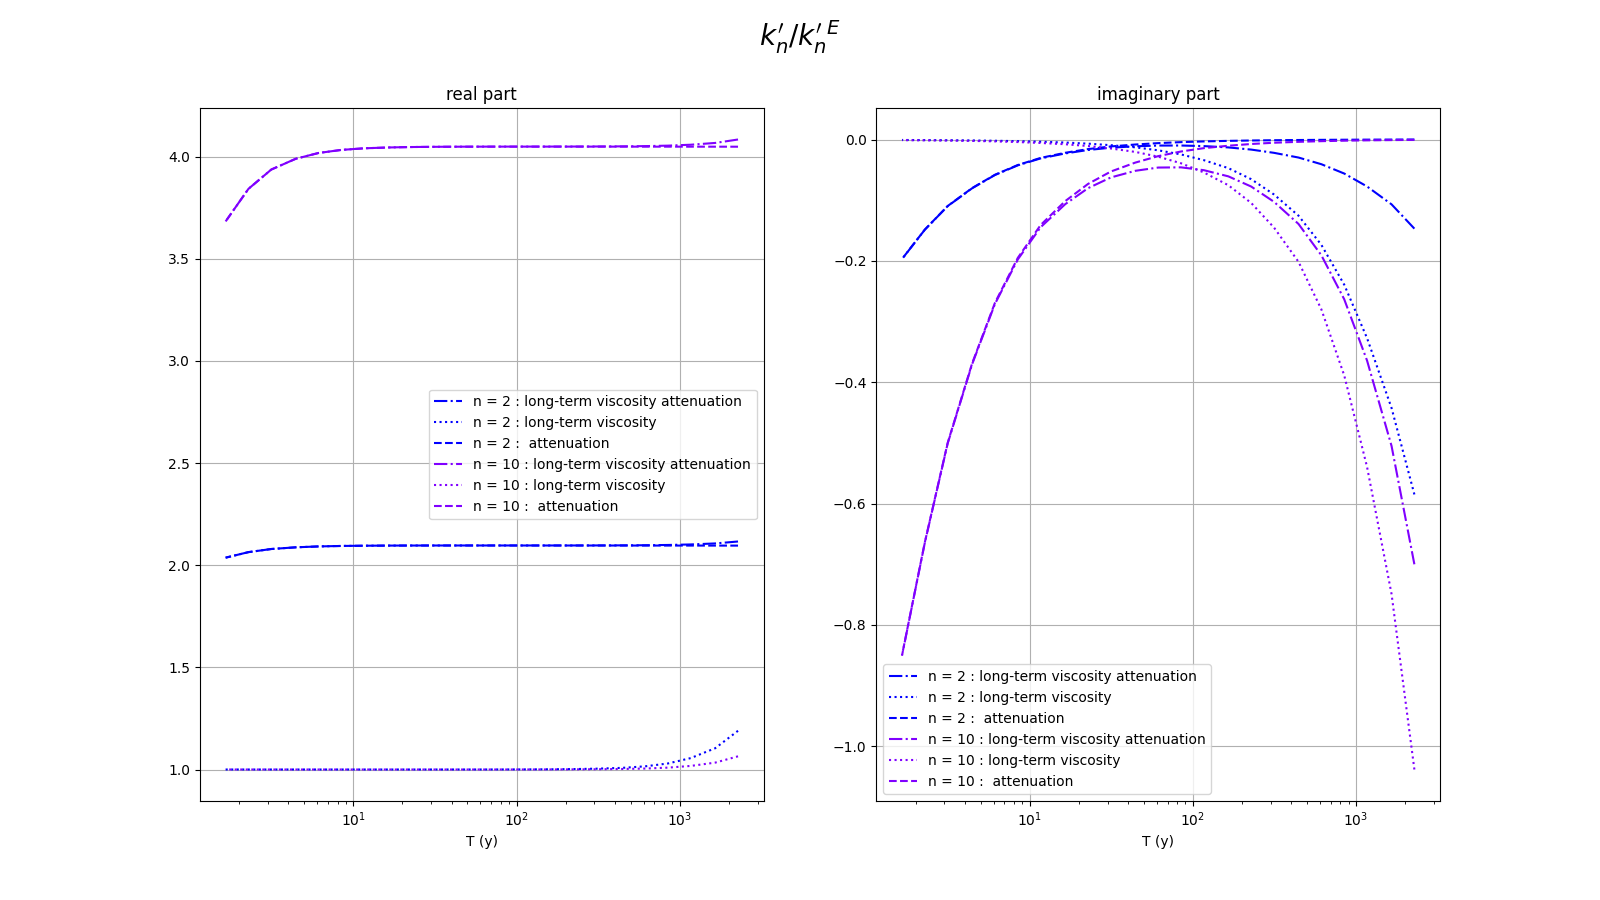 k′ₙ/k′ₙᴱ
real part
4.0
3.5
3.0
2.5
2.0
1.5
1.0
10¹
10²
10³
T (y)
n = 2 : long-term viscosity attenuation
n = 2 : long-term viscosity
n = 2 :  attenuation
n = 10 : long-term viscosity attenuation
n = 10 : long-term viscosity
n = 10 :  attenuation
imaginary part
0.0
−0.2
−0.4
−0.6
−0.8
−1.0
10¹
10²
10³
T (y)
n = 2 : long-term viscosity attenuation
n = 2 : long-term viscosity
n = 2 :  attenuation
n = 10 : long-term viscosity attenuation
n = 10 : long-term viscosity
n = 10 :  attenuation